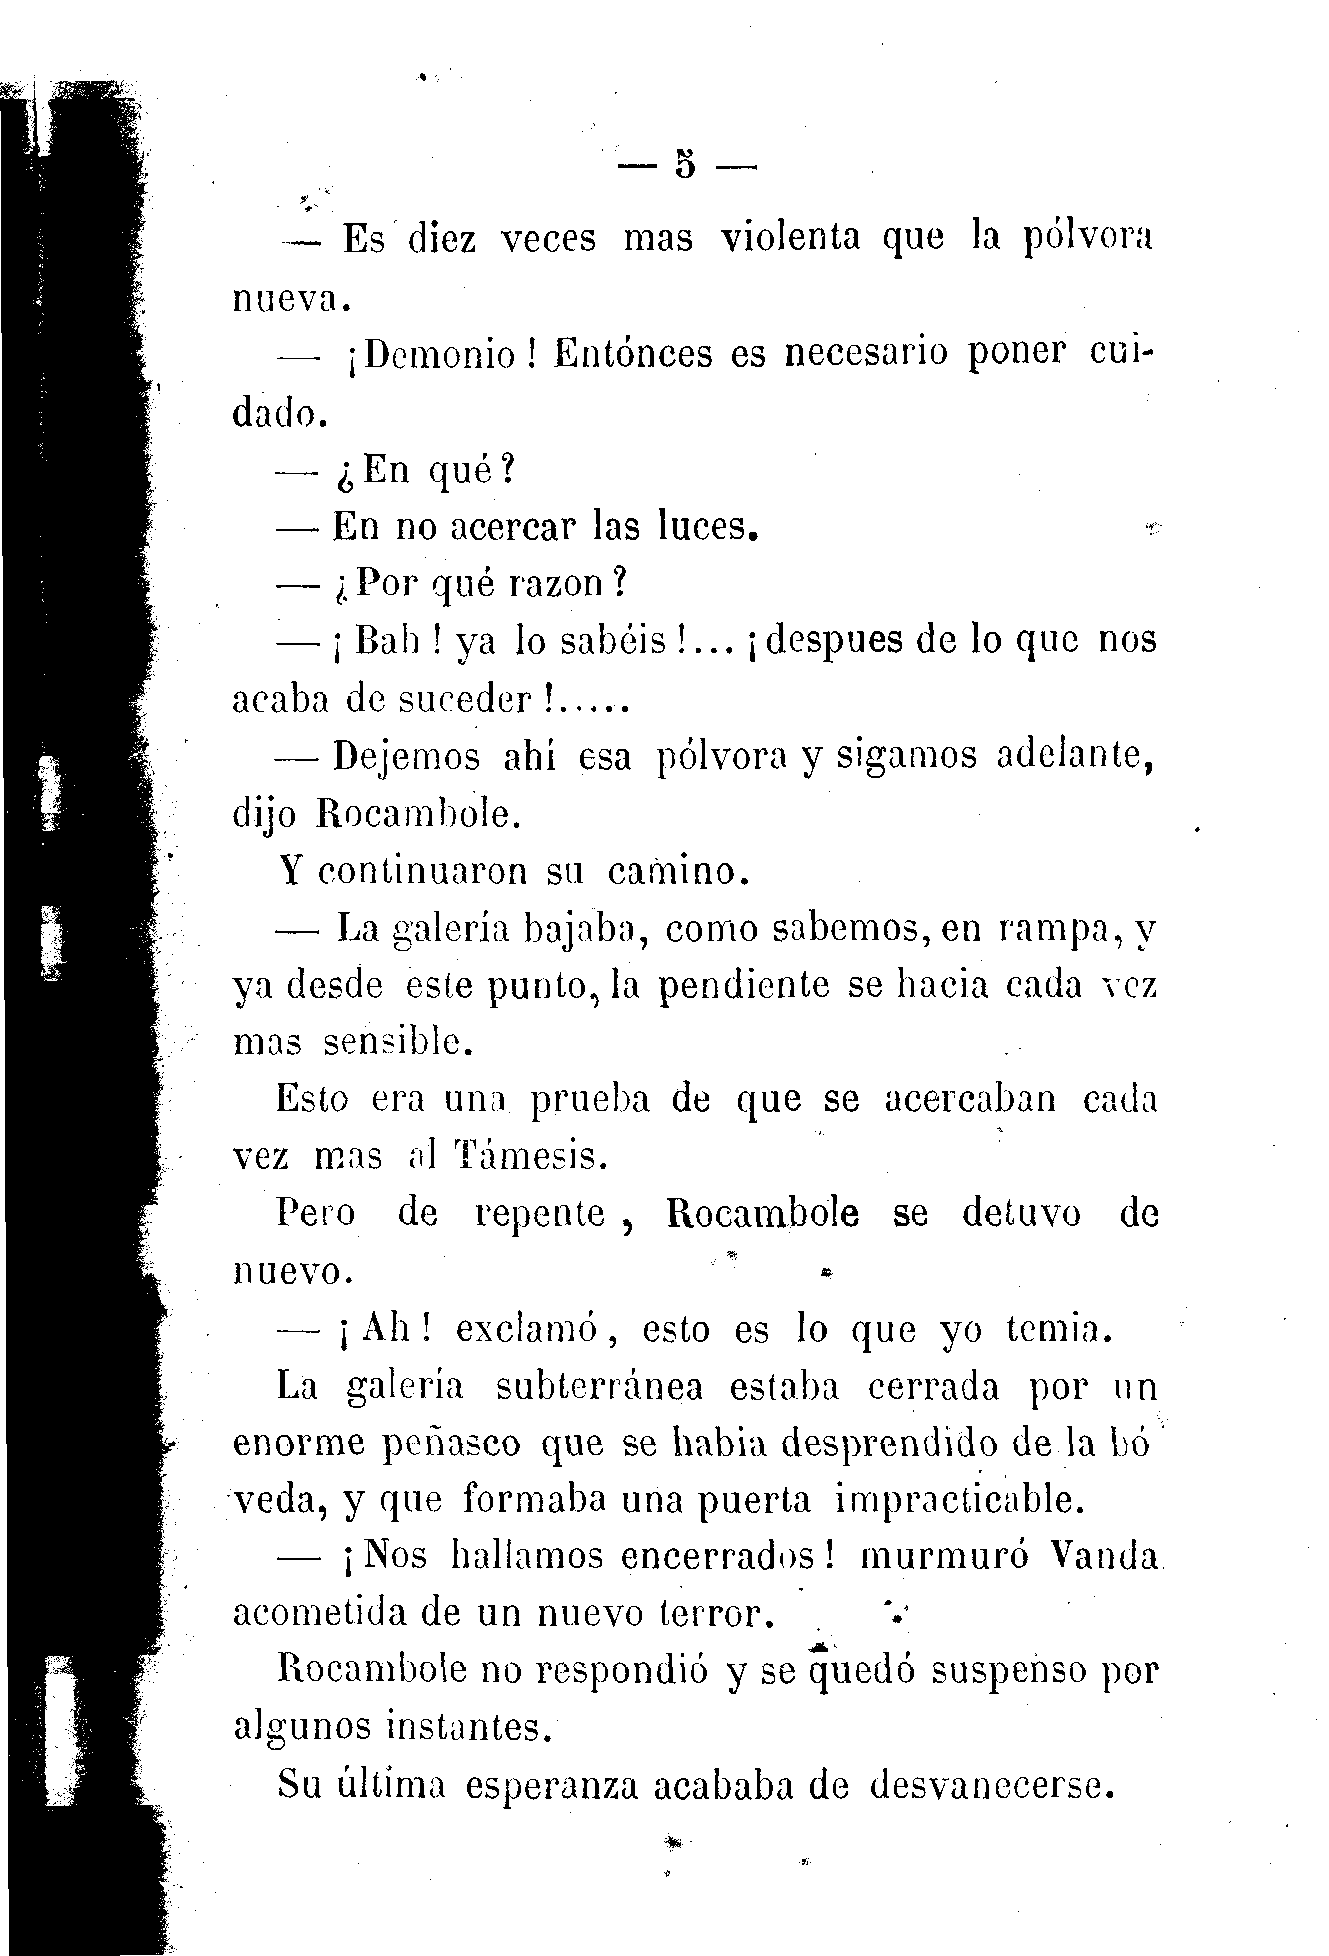 — 5 —
— Es diez veces mas violenta que la pólvora
nueva.
— ¡Demonio! Entónces es necesario poner cui-
dado.
— ¿En qué?
— En no acercar las luces.
— ¿Por qué razon?
— ¡Bah! ya lo sabéis!... ¡despues de lo que nos
acaba de suceder!.....
— Dejemos ahí esa pólvora y sigamos adelante,
dijo Rocambole.
Y continuaron su camino.
— La galería bajaba, como sabemos, en rampa, y
ya desde este punto, la pendiente se hacia cada vez
mas sensible.
Esto era una prueba de que se acercaban cada
vez mas al Támesis.
Pero de repente, Rocambole se detuvo de
nuevo.
— ¡Ah! exclamó, esto es lo que yo temia.
La galería subterránea estaba cerrada por un
enorme peñasco que se habia desprendido de la bó
veda, y que formaba una puerta impracticable.
— ¡Nos hallamos encerrados! murmuró Vanda
acometida de un nuevo terror.
Rocambole no respondió y se quedó suspenso por
algunos instantes.
Su última esperanza acababa de desvanecerse.